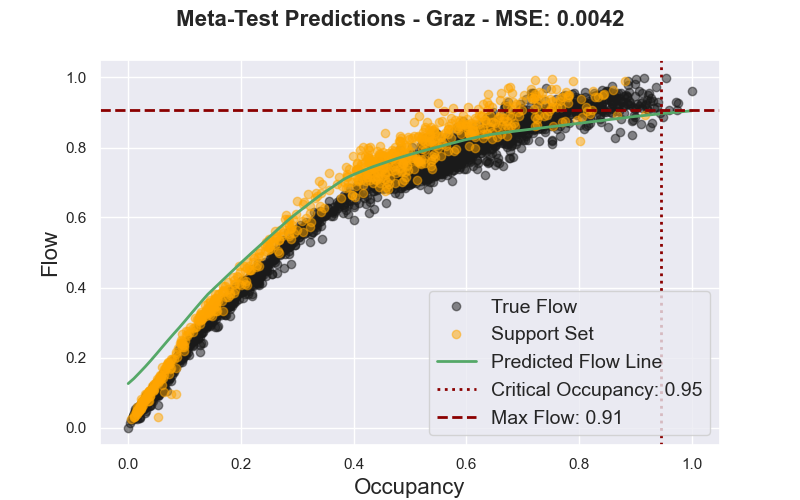 Meta-Test Predictions - Graz - MSE: 0.0042
1.0
0.8
0.6
0.4
0.2
0.0
Flow
True Flow
Support Set
Predicted Flow Line
Critical Occupancy: 0.95
Max Flow: 0.91
0.0 0.2 0.4 0.6 0.8 1.0
Occupancy